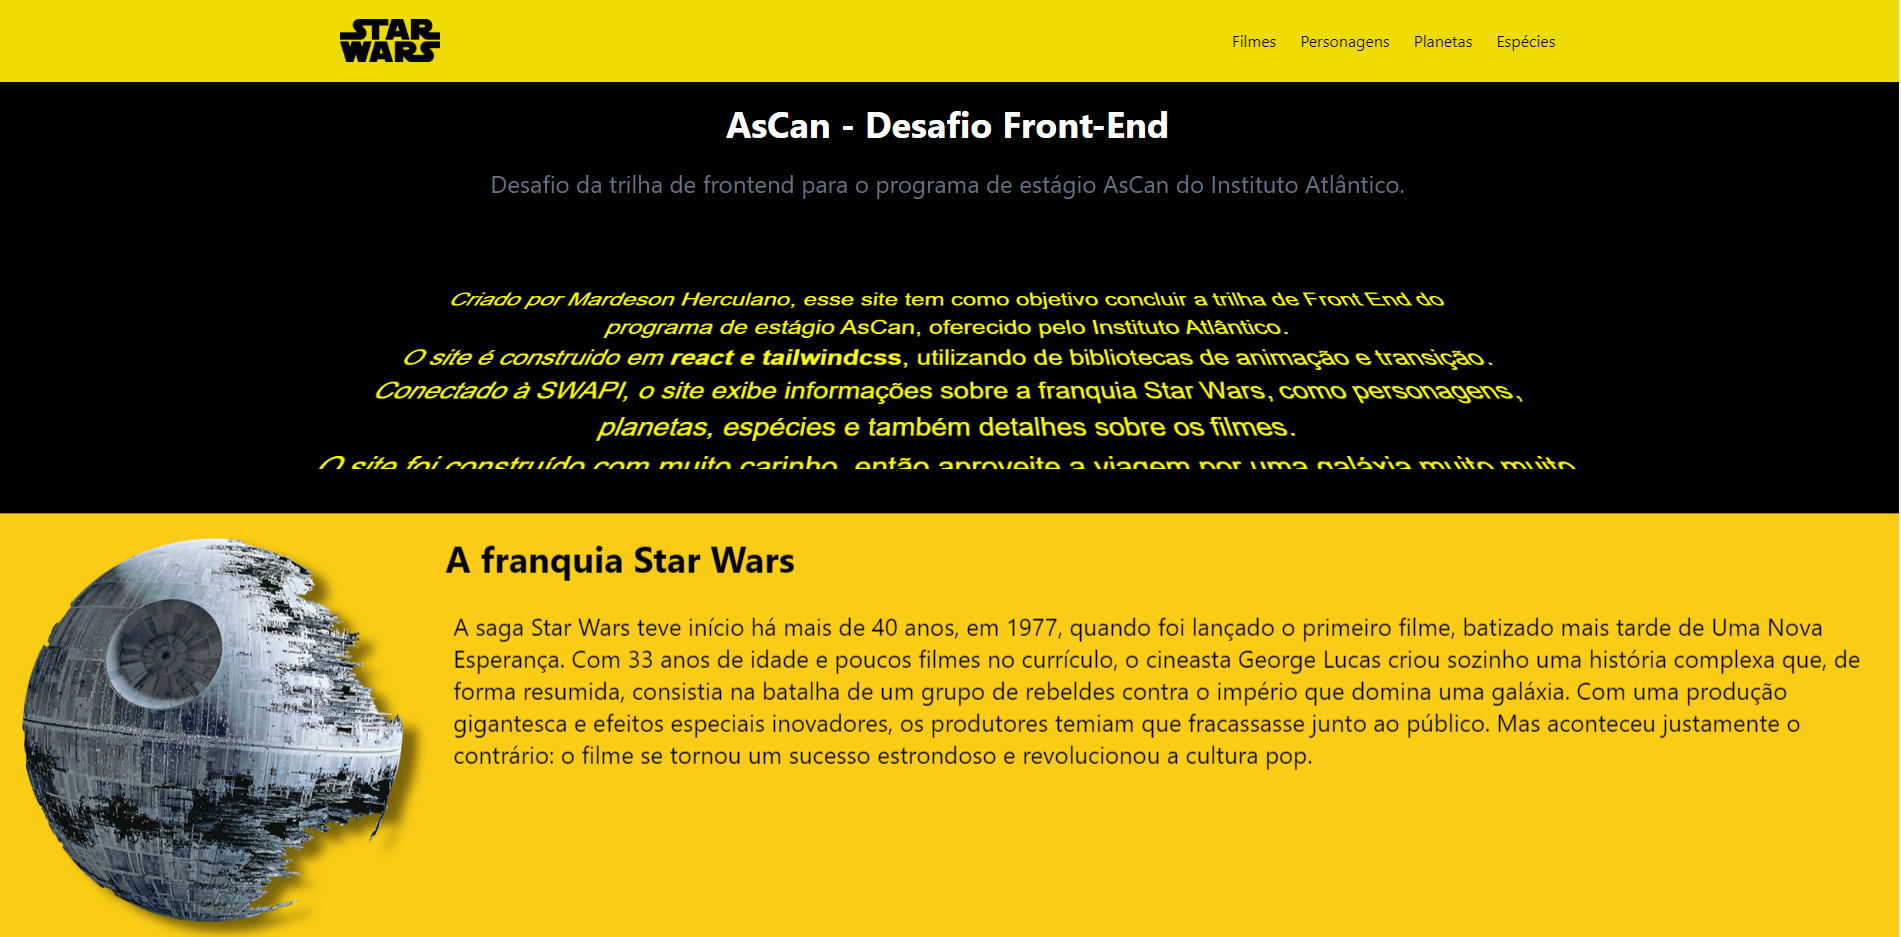 STAR
WARS
Filmes Personagens Planetas Espécies
AsCan - Desafio Front-End
Desafio da trilha de frontend para o programa de estágio AsCan do Instituto Atlântico.
Criado por Mardeson Herculano, esse site tem como objetivo concluir a trilha de Front End do
programa de estágio AsCan, oferecido pelo Instituto Atlântico.
O site é construido em react e tailwindcss, utilizando de bibliotecas de animação e transição.
Conectado à SWAPI, o site exibe informações sobre a franquia Star Wars, como personagens,
planetas, espécies e também detalhes sobre os filmes.
O site foi construído com muito carinho, então aproveite a viagem por uma galáxia muito muito
A franquia Star Wars
A saga Star Wars teve início há mais de 40 anos, em 1977, quando foi lançado o primeiro filme, batizado mais tarde de Uma Nova
Esperança. Com 33 anos de idade e poucos filmes no currículo, o cineasta George Lucas criou sozinho uma história complexa que, de
forma resumida, consistia na batalha de um grupo de rebeldes contra o império que domina uma galáxia. Com uma produção
gigantesca e efeitos especiais inovadores, os produtores temiam que fracassasse junto ao público. Mas aconteceu justamente o
contrário: o filme se tornou um sucesso estrondoso e revolucionou a cultura pop.